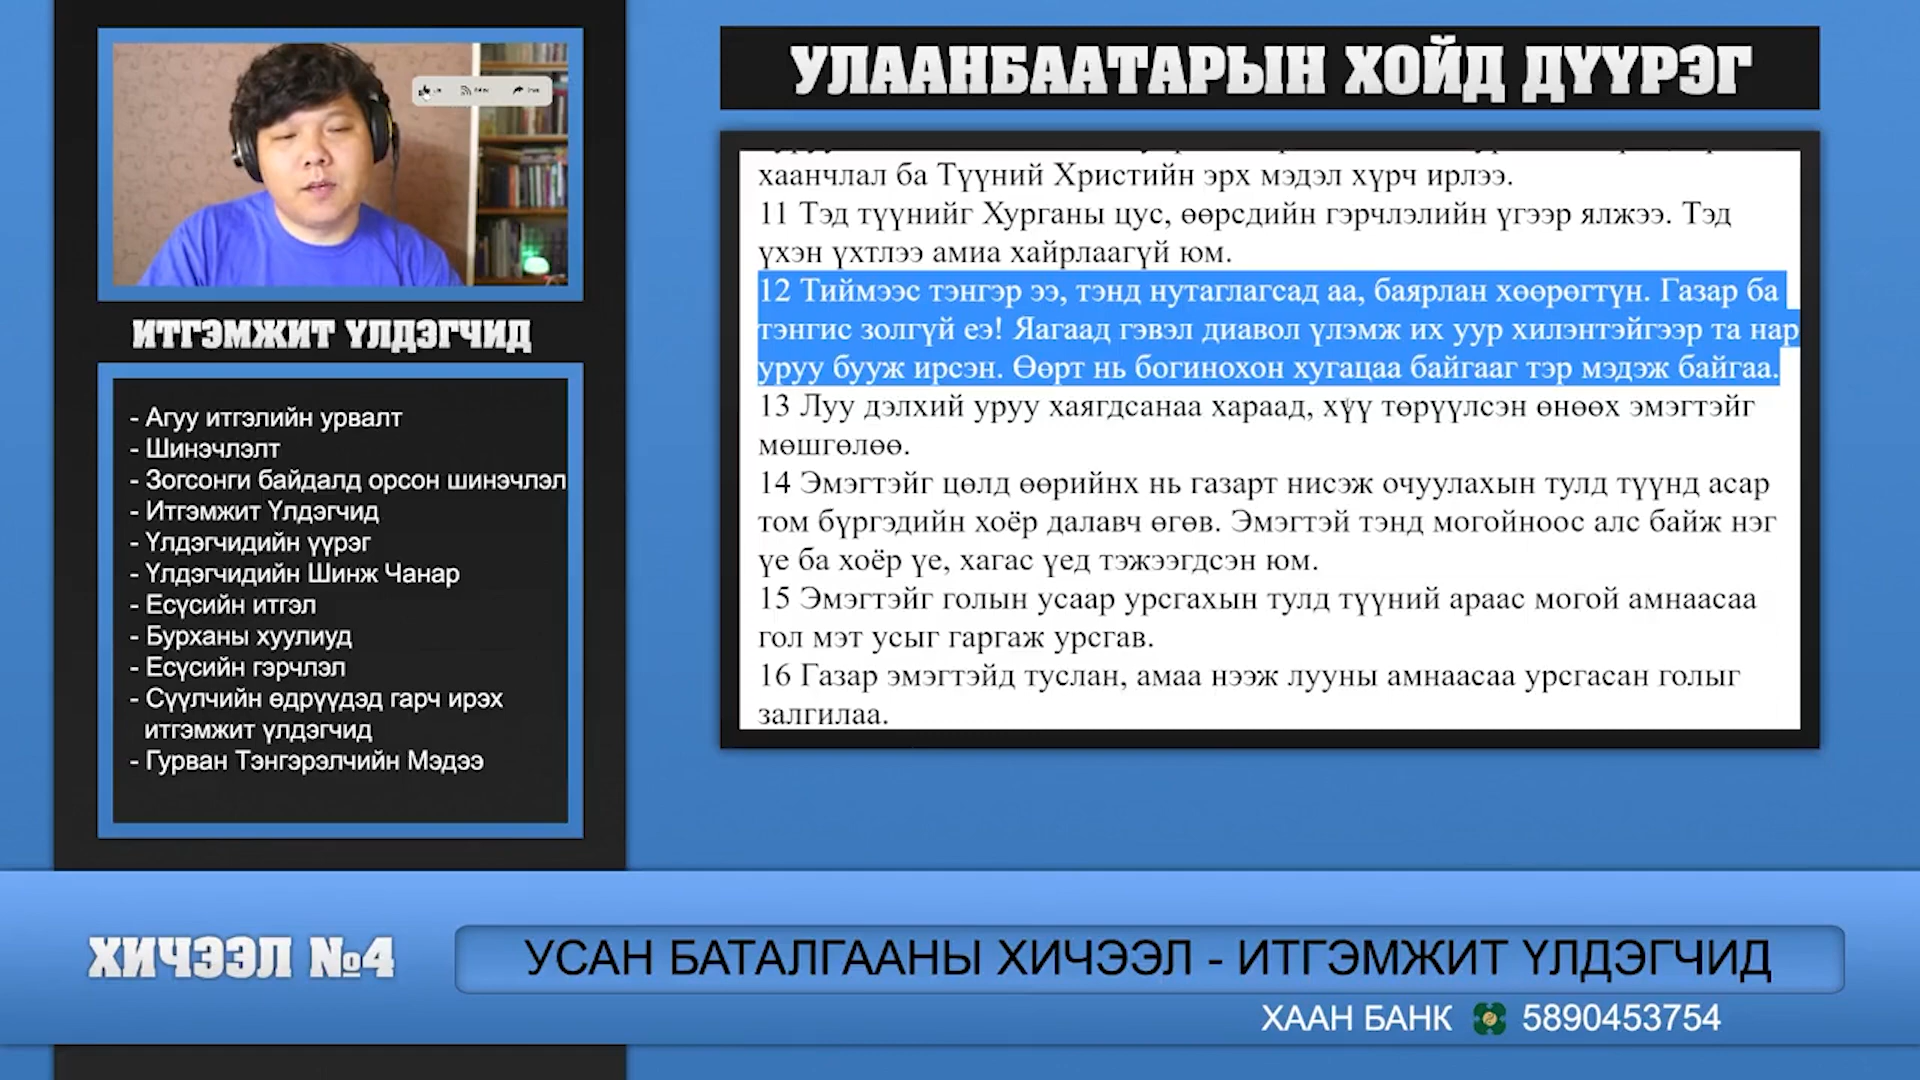 УЛААНБААТАРЫН ХОЙД ДҮҮРЭГ
хаанчлал ба Түүний Христийн эрх мэдэл хүрч ирлээ.
11 Тэд түүнийг Хурганы цус, өөрсдийн гэрчлэлийн үгээр ялжээ. Тэд
үхэн үхтлээ амиа хайрлаагүй юм.
12 Тиймээс тэнгэр ээ, тэнд нутаглагсад аа, баярлан хөөрөгтүн. Газар ба
тэнгис золгүй еэ! Яагаад гэвэл диавол үлэмж их уур хилэнтэйгээр та нар
уруу бууж ирсэн. Өөрт нь богинохон хугацаа байгааг тэр мэдэж байгаа.
13 Луу дэлхий уруу хаягдсанаа хараад, хүү төрүүлсэн өнөөх эмэгтэйг
мөшгөлөө.
14 Эмэгтэйг цөлд өөрийнх нь газарт нисэж очуулахын тулд түүнд асар
том бүргэдийн хоёр далавч өгөв. Эмэгтэй тэнд могойноос алс байж нэг
үе ба хоёр үе, хагас үед тэжээгдсэн юм.
15 Эмэгтэйг голын усаар урсгахын тулд түүний араас могой амнаасаа
гол мэт усыг гаргаж урсгав.
16 Газар эмэгтэйд туслан, амаа нээж лууны амнаасаа урсгасан голыг
залгилаа.
ИТГЭМЖИТ ҮЛДЭГЧИД
- Агуу итгэлийн урвалт
- Шинэчлэлт
- Зогсонги байдалд орсон шинэчлэл
- Итгэмжит Үлдэгчид
- Үлдэгчидийн үүрэг
- Үлдэгчидийн Шинж Чанар
- Есүсийн итгэл
- Бурханы хуулиуд
- Есүсийн гэрчлэл
- Сүүлчийн өдрүүдэд гарч ирэх
итгэмжит үлдэгчид
- Гурван Тэнгэрэлчийн Мэдээ
ХИЧЭЭЛ №4
УСАН БАТАЛГААНЫ ХИЧЭЭЛ - ИТГЭМЖИТ ҮЛДЭГЧИД
ХААН БАНК 5890453754